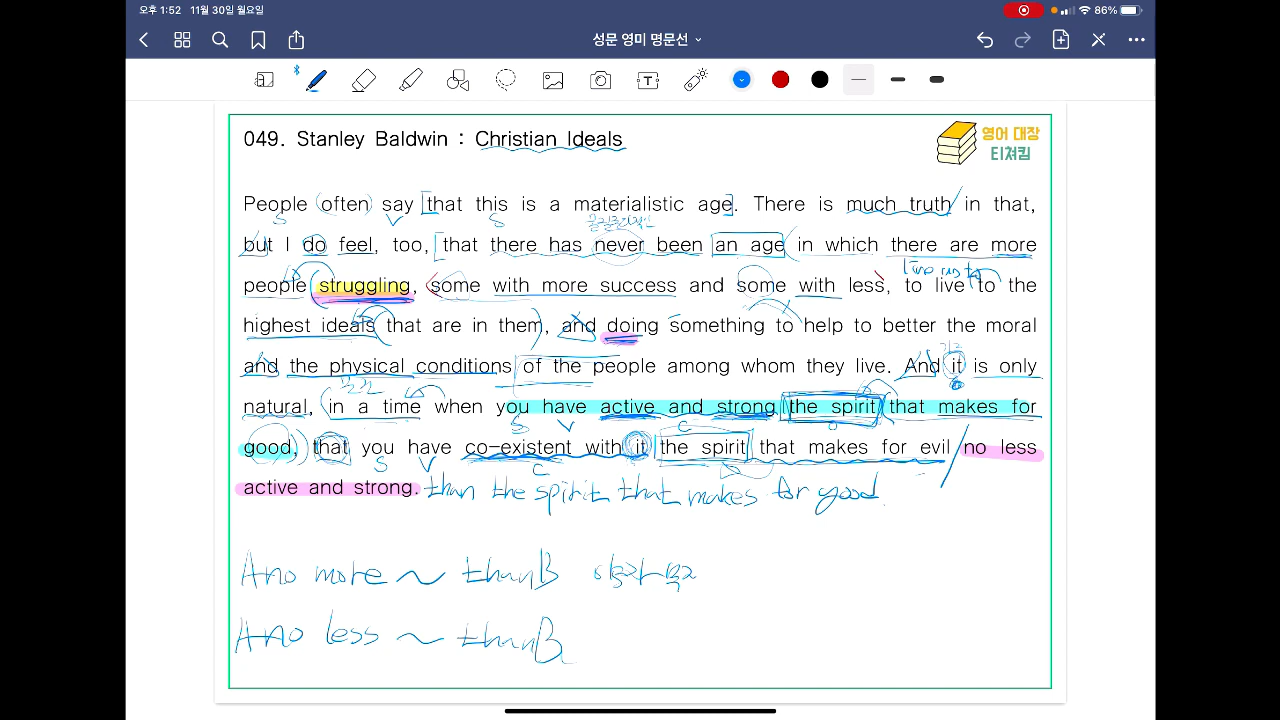 오후 1:52 11월 30일 월요일
86%
성문 영미 명문선
049. Stanley Baldwin : Christian Ideals
영어 대장
티쳐킴
People often say [that this is a materialistic age]. There is much truth in that,
S V S
but I do feel, too, [that there has never been an age in which there are more
people struggling, <some with more success and some with less>, to live to the
highest ideals that are in them), and doing something to help to better the moral
and the physical conditions of the people among whom they live. And it is only
natural, (in a time when you have active and strong the spirit (that makes for
S V C O
good,) that you have co-existent with it the spirit that makes for evil / no less
S V C
active and strong. than the spirit that makes for good.
A no more ~ than B
A no less ~ than B